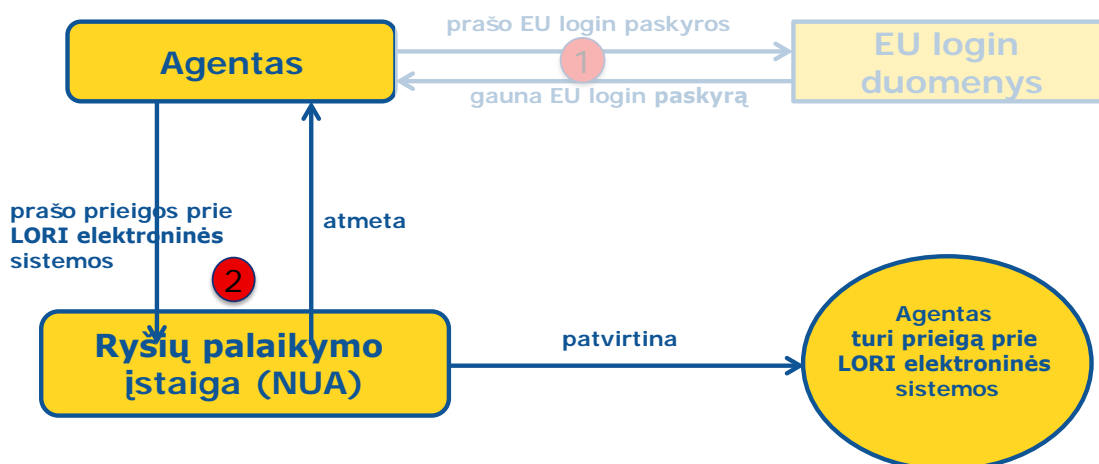 prašo EU login paskyros
Agentas
1
EU login
duomenys
gauna EU login paskyrą
prašo prieigos prie
LORI elektroninės
sistemos
atmeta
2
Ryšių palaikymo
įstaiga (NUA)
patvirtina
Agentas
turi prieigą prie
LORI elektroninės
sistemos